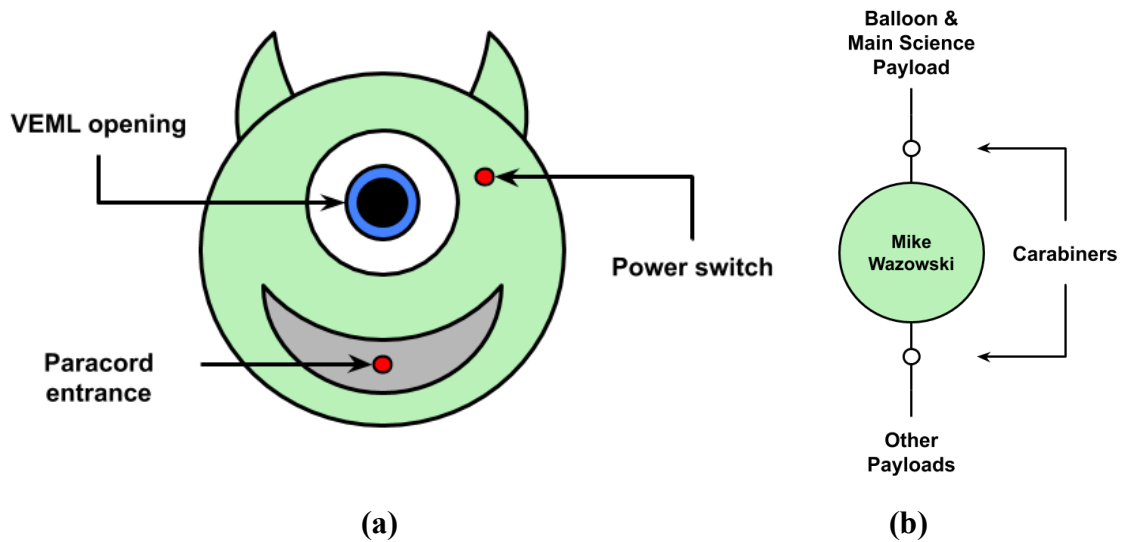 VEML opening
Power switch
Paracord
entrance
(a)
Balloon &
Main Science
Payload
Mike
Wazowski
Carabiners
Other
Payloads
(b)